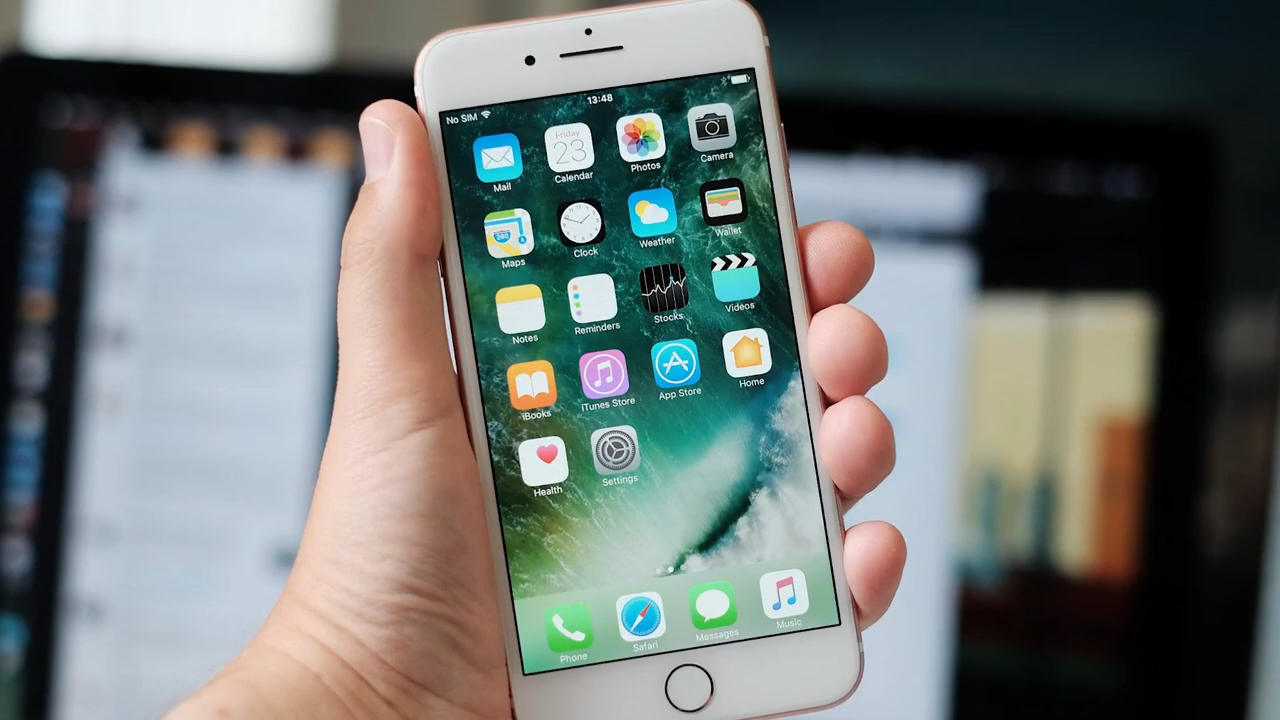 No SIM 13:48
Friday
23
Mail Calendar Photos Camera
280
Maps Clock Weather Wallet
Notes Reminders Stocks Videos
iBooks iTunes Store App Store Home
Health Settings
Phone Safari Messages Music